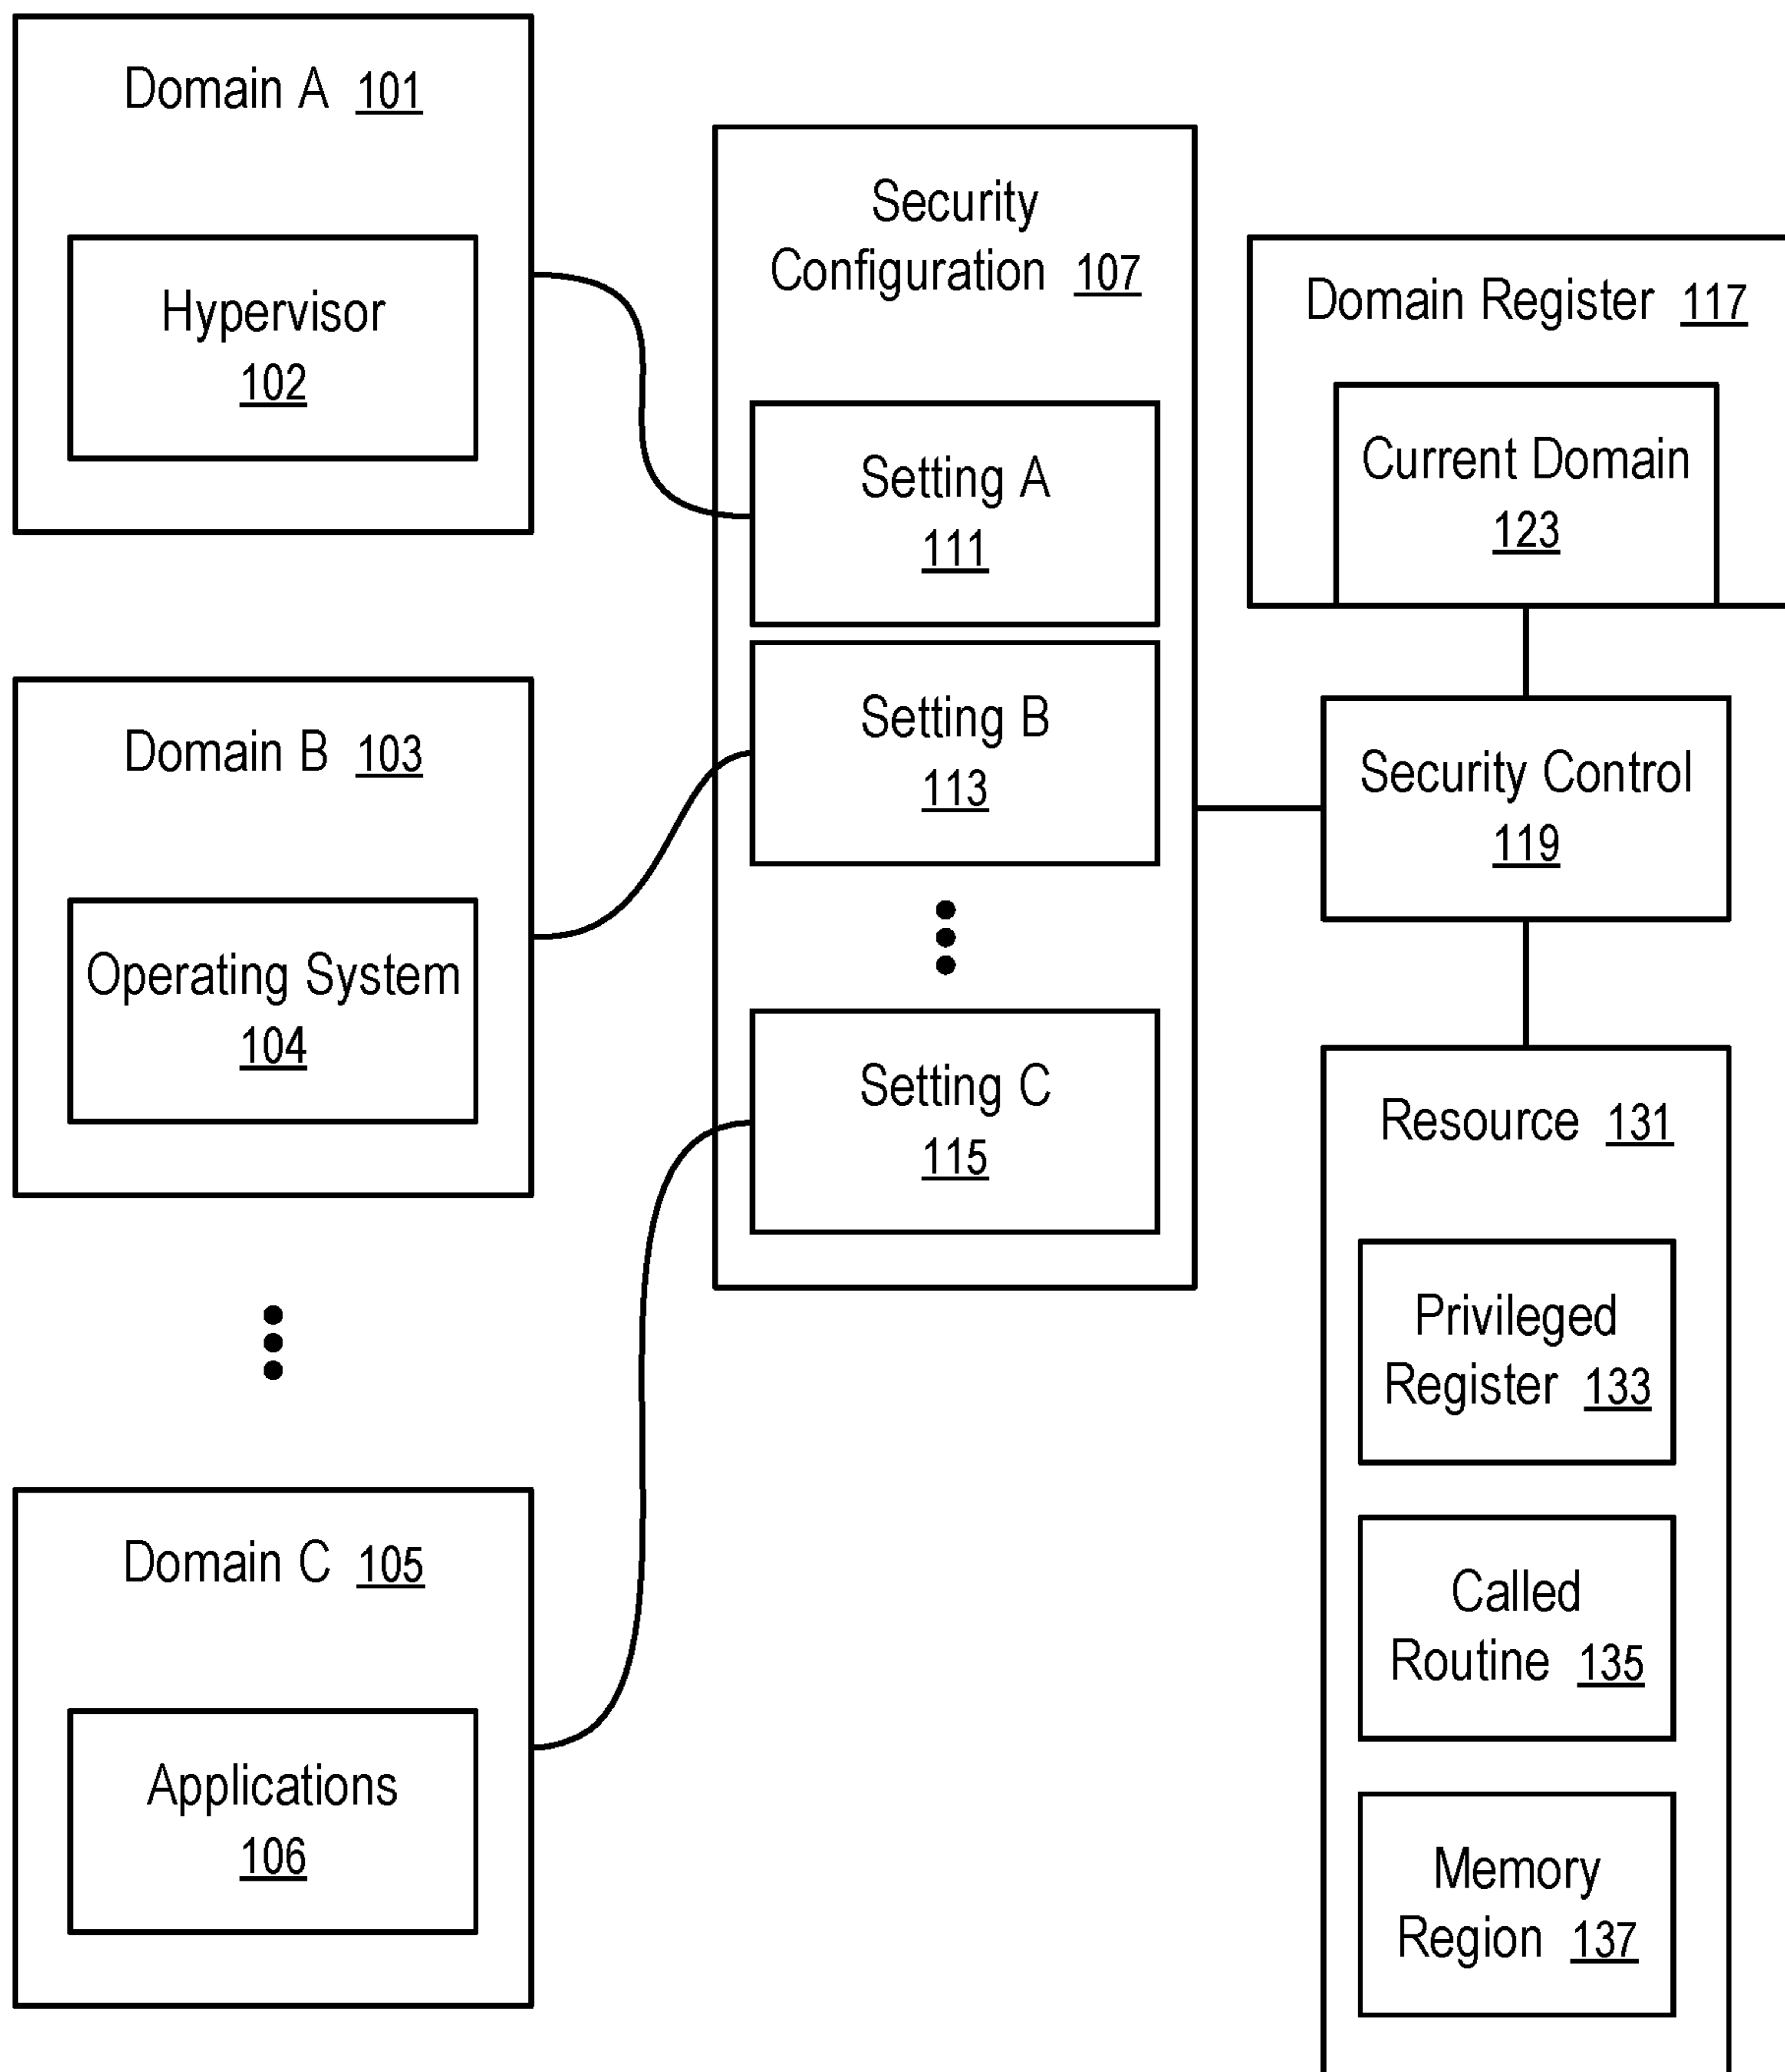 Domain A 101
Hypervisor
102
Domain B 103
Operating System
104
Domain C 105
Applications
106
Security
Configuration 107
Setting A
111
Setting B
113
Setting C
115
Domain Register 117
Current Domain
123
Security Control
119
Resource 131
Privileged
Register 133
Called
Routine 135
Memory
Region 137